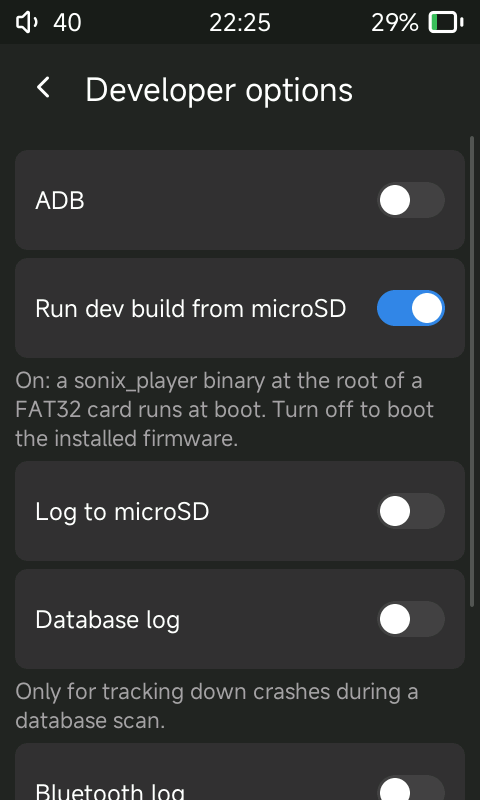 40 22:25 29%
Developer options
ADB
Run dev build from microSD
On: a sonix_player binary at the root of a
FAT32 card runs at boot. Turn off to boot
the installed firmware.
Log to microSD
Database log
Only for tracking down crashes during a
database scan.
Bluetooth log